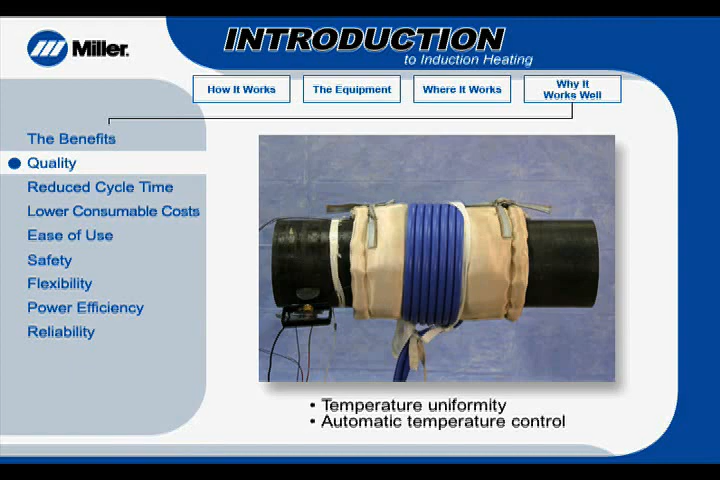 Miller.
INTRODUCTION
to Induction Heating
How It Works
The Equipment
Where It Works
Why It
Works Well
The Benefits
Quality
Reduced Cycle Time
Lower Consumable Costs
Ease of Use
Safety
Flexibility
Power Efficiency
Reliability
• Temperature uniformity
• Automatic temperature control